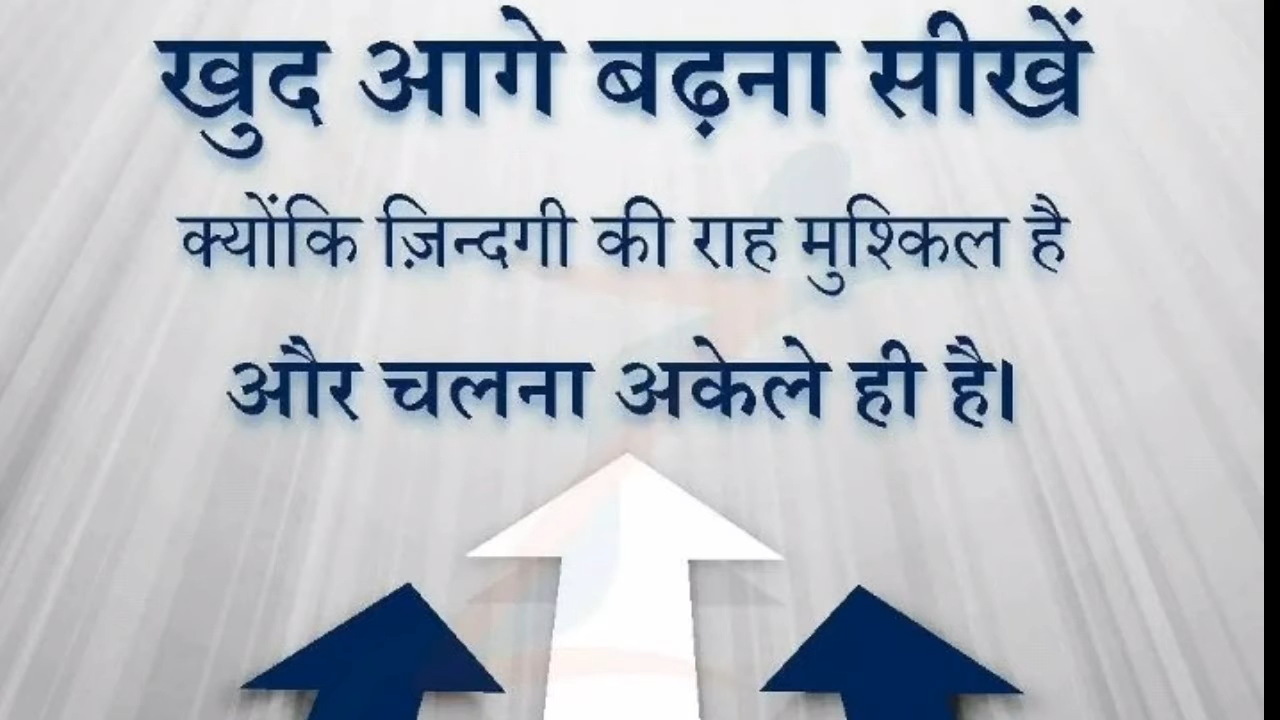 खुद आगे बढ़ना सीखें
क्योंकि ज़िन्दगी की राह मुश्किल है
और चलना अकेले ही है।